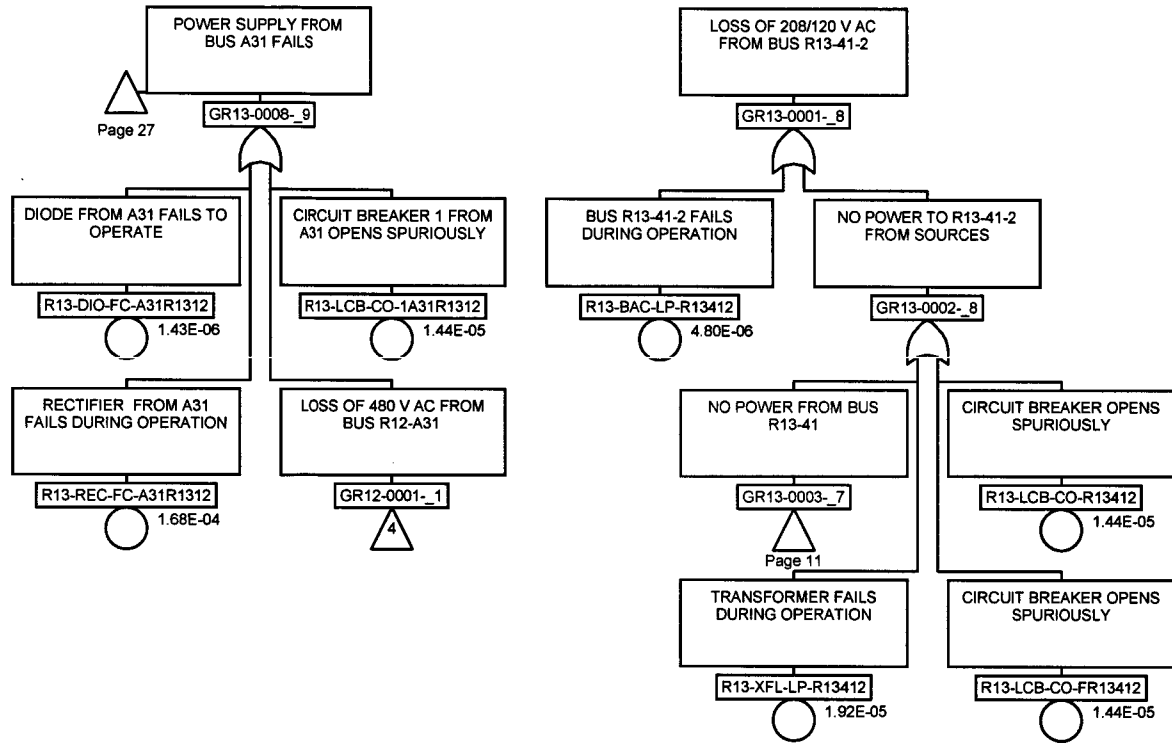 POWER SUPPLY FROM
BUS A31 FAILS
Page 27
GR13-0008-_9
DIODE FROM A31 FAILS TO
OPERATE
R13-DIO-FC-A31R1312
1.43E-06
CIRCUIT BREAKER 1 FROM
A31 OPENS SPURIOUSLY
R13-LCB-CO-1A31R1312
1.44E-05
RECTIFIER FROM A31
FAILS DURING OPERATION
R13-REC-FC-A31R1312
1.68E-04
LOSS OF 480 V AC FROM
BUS R12-A31
GR12-0001-_1
4
LOSS OF 208/120 V AC
FROM BUS R13-41-2
GR13-0001-_8
BUS R13-41-2 FAILS
DURING OPERATION
R13-BAC-LP-R13412
4.80E-06
NO POWER TO R13-41-2
FROM SOURCES
GR13-0002-_8
NO POWER FROM BUS
R13-41
GR13-0003-_7
Page 11
CIRCUIT BREAKER OPENS
SPURIOUSLY
R13-LCB-CO-R13412
1.44E-05
TRANSFORMER FAILS
DURING OPERATION
R13-XFL-LP-R13412
1.92E-05
CIRCUIT BREAKER OPENS
SPURIOUSLY
R13-LCB-CO-FR13412
1.44E-05